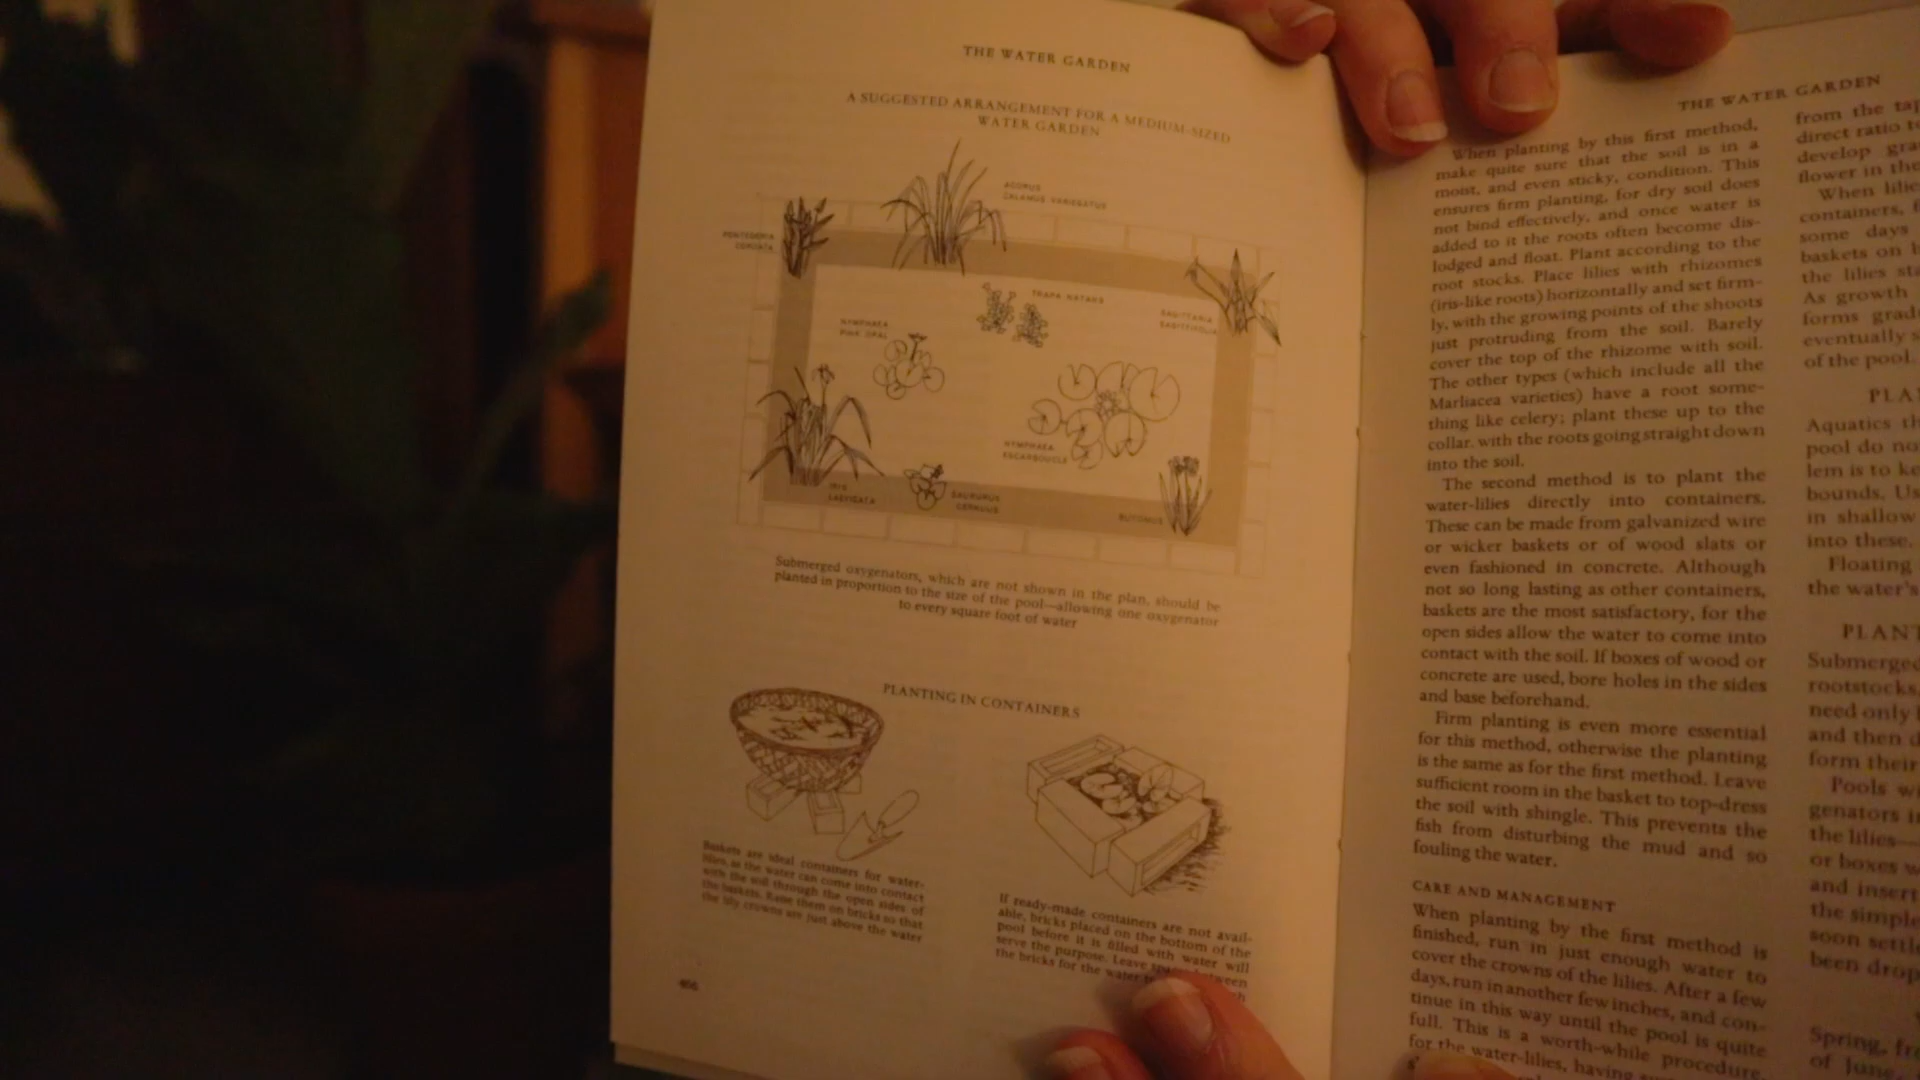 THE WATER GARDEN
A SUGGESTED ARRANGEMENT FOR A MEDIUM-SIZED
WATER GARDEN
ACORUS
CALAMUS VARIEGATUS
PONTEDERIA
CORDATA
TRAPA NATANS
SAGITTARIA
SAGITTIFOLIA
NYMPHAEA
PINK OPAL
NYMPHAEA
ESCARBOUCLE
IRIS
LAEVIGATA
SAURURUS
CERNUUS
BUTOMUS
Submerged oxygenators, which are not shown in the plan, should be
planted in proportion to the size of the pool—allowing one oxygenator
to every square foot of water
PLANTING IN CONTAINERS
Baskets are ideal containers for water-
lilies, as the water can come into contact
with the soil through the open sides of
the baskets. Raise them on bricks so that
the lily crowns are just above the water
If ready-made containers are not avail-
able, bricks placed on the bottom of the
pool before it is filled with water will
serve the purpose. Leave between
the bricks for the water
466
THE WATER GARDEN
When planting by this first method,
make quite sure that the soil is in a
moist, and even sticky, condition. This
ensures firm planting, for dry soil does
not bind effectively, and once water is
added to it the roots often become dis-
lodged and float. Plant according to the
root stocks. Place lilies with rhizomes
(iris-like roots) horizontally and set firm-
ly, with the growing points of the shoots
just protruding from the soil. Barely
cover the top of the rhizome with soil.
The other types (which include all the
Marliacea varieties) have a root some-
thing like celery; plant these up to the
collar, with the roots going straight down
into the soil.
The second method is to plant the
water-lilies directly into containers.
These can be made from galvanized wire
or wicker baskets or of wood slats or
even fashioned in concrete. Although
not so long lasting as other containers,
baskets are the most satisfactory, for the
open sides allow the water to come into
contact with the soil. If boxes of wood or
concrete are used, bore holes in the sides
and base beforehand.
Firm planting is even more essential
for this method, otherwise the planting
is the same as for the first method. Leave
sufficient room in the basket to top-dress
the soil with shingle. This prevents the
fish from disturbing the mud and so
fouling the water.
CARE AND MANAGEMENT
When planting by the first method is
finished, run in just enough water to
cover the crowns of the lilies. After a few
days, run in another few inches, and con-
tinue in this way until the pool is quite
full. This is a worth-while procedure
for the water-lilies, having
from the tap
direct ratio to
develop
flower in the
When lilies
containers,
some days
baskets on
the lilies
As growth
forms
eventually
of the pool.
Aquatics
pool do no
lem is to
bounds.
in shallow
into these.
Floating
the water's
Submerged
rootstocks,
need only
and then
form their
Pools
genators
the lilies—
or boxes
and insert
the simple
soon settle
been
Spring,
of June